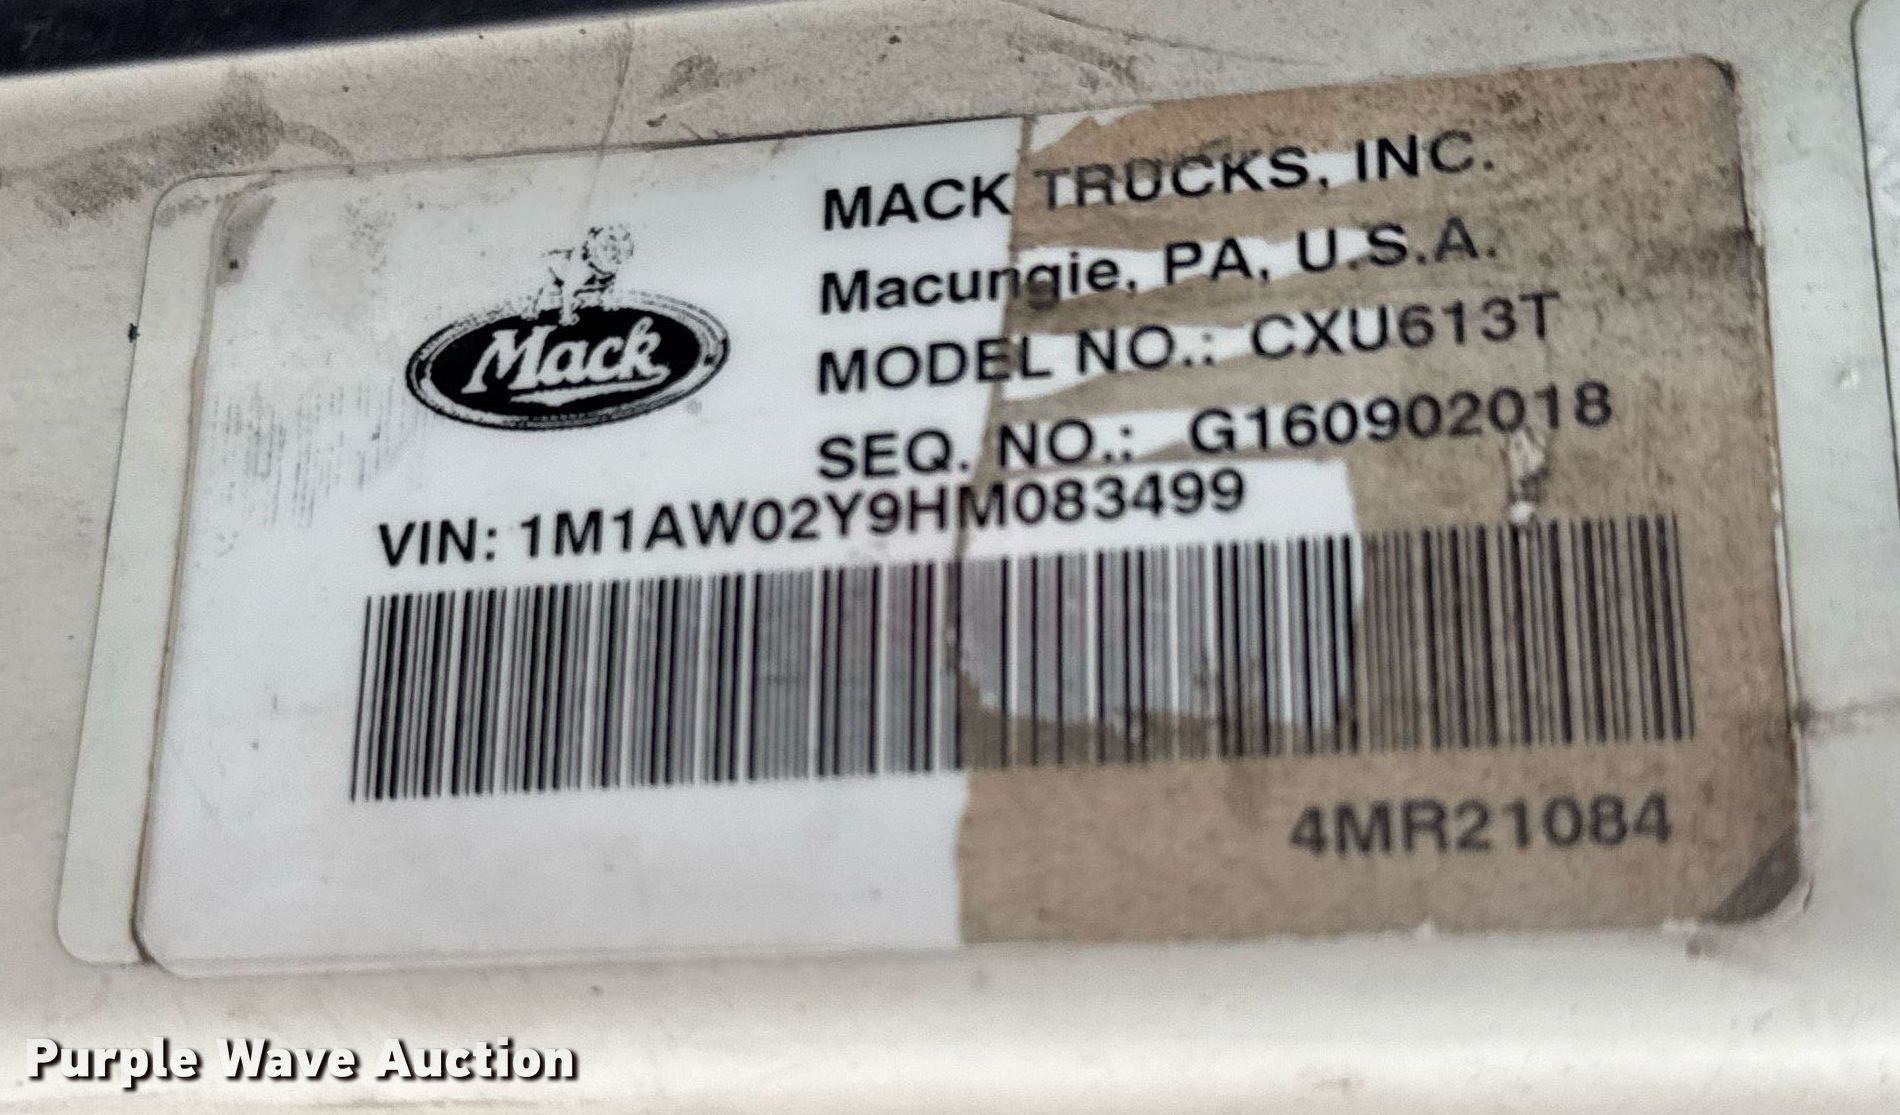 MACK TRUCKS, INC.
Macungie, PA, U.S.A.
Mack
MODEL NO.: CXU613T
SEQ. NO.: G160902018
VIN: 1M1AW02Y9HM083499
4MR21084
Purple Wave Auction